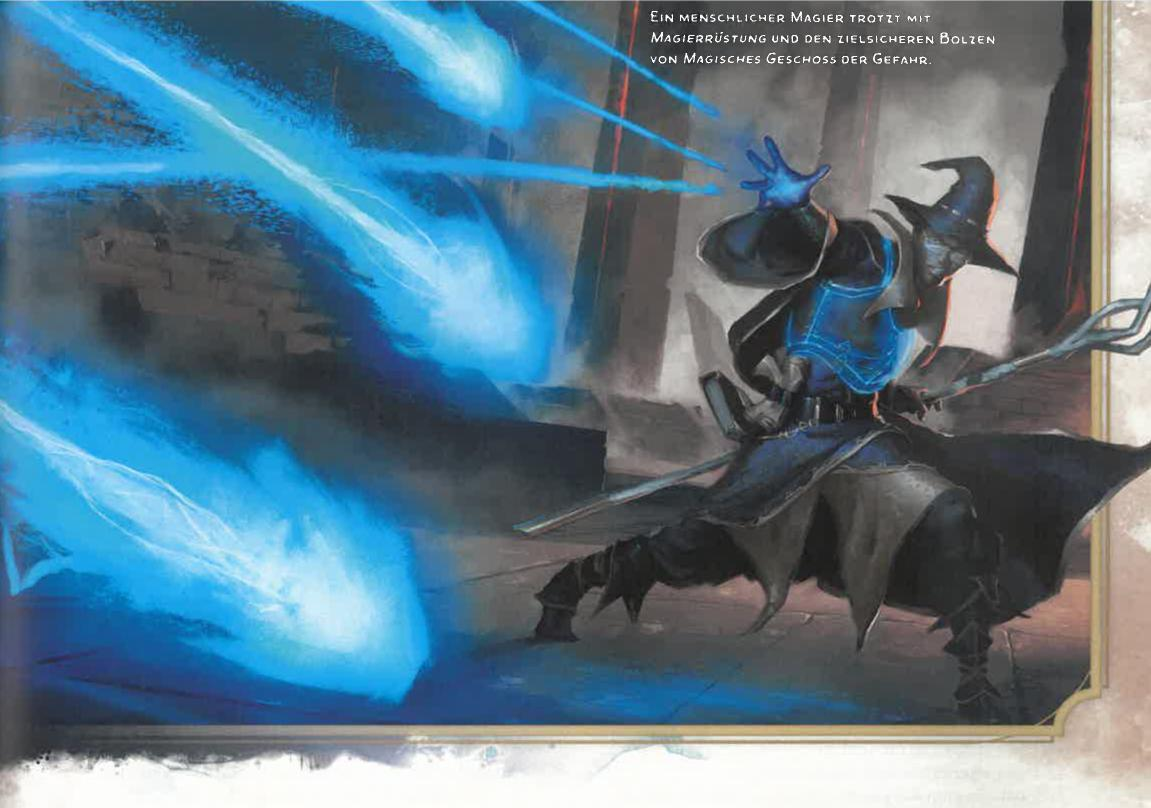 Ein menschlicher Magier trotzt mit
Magierrüstung und den zielsicheren Bolzen
von Magisches Geschoss der Gefahr.